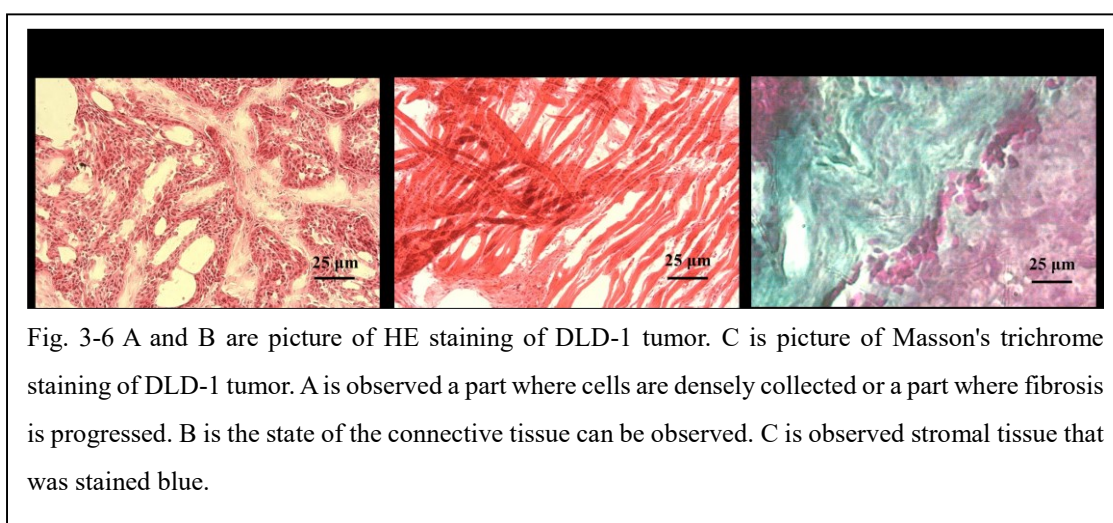 25 μm 25 μm 25 μm
Fig. 3-6 A and B are picture of HE staining of DLD-1 tumor. C is picture of Masson's trichrome
staining of DLD-1 tumor. A is observed a part where cells are densely collected or a part where fibrosis
is progressed. B is the state of the connective tissue can be observed. C is observed stromal tissue that
was stained blue.